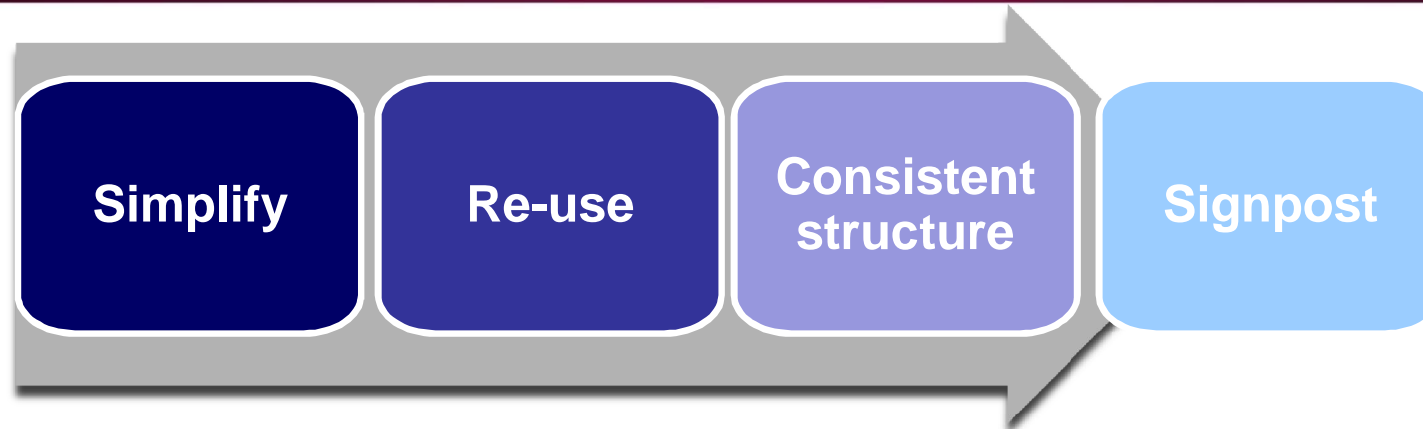 Simplify
Re-use
Consistent
structure
Signpost